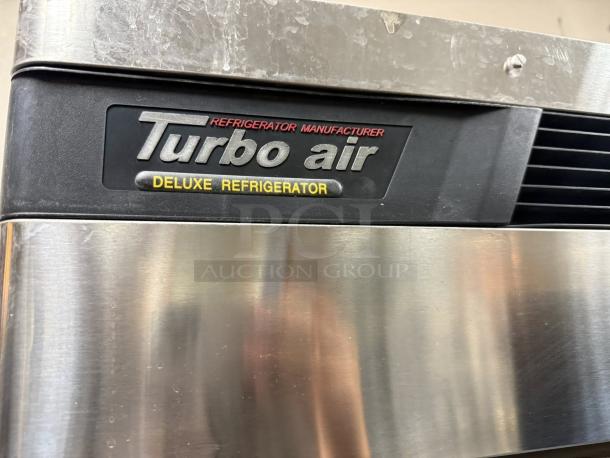 REFRIGERATOR MANUFACTURER
Turbo air
DELUXE REFRIGERATOR
PCI
AUCTION GROUP